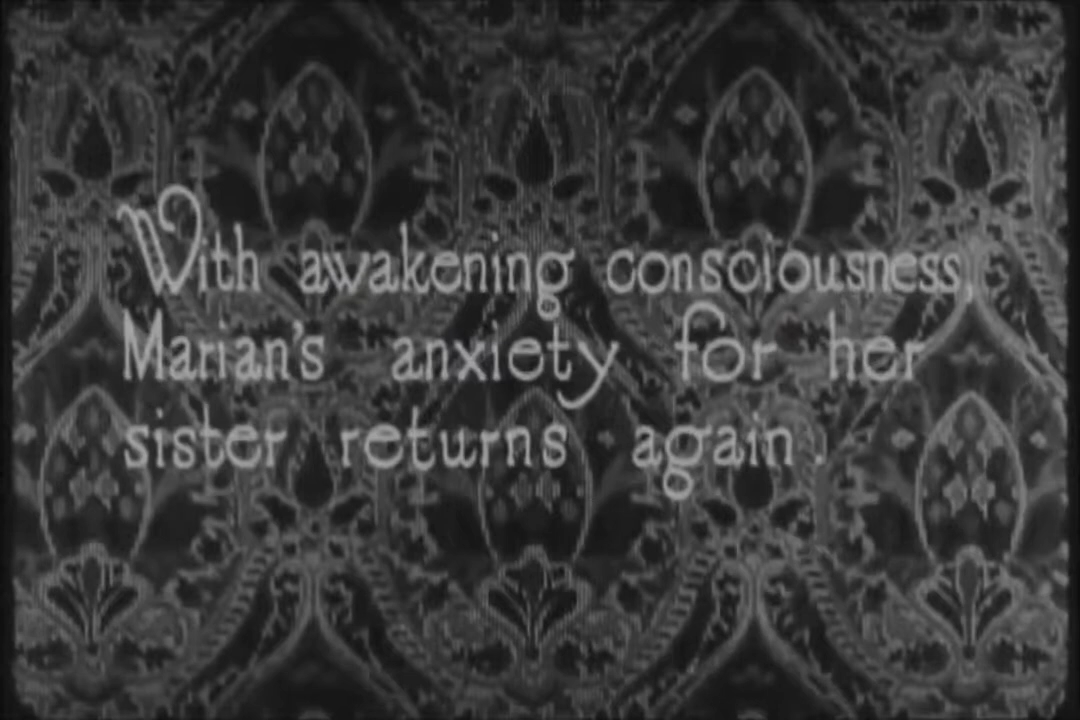 With awakening consciousness,
Marian's anxiety for her
sister returns again.